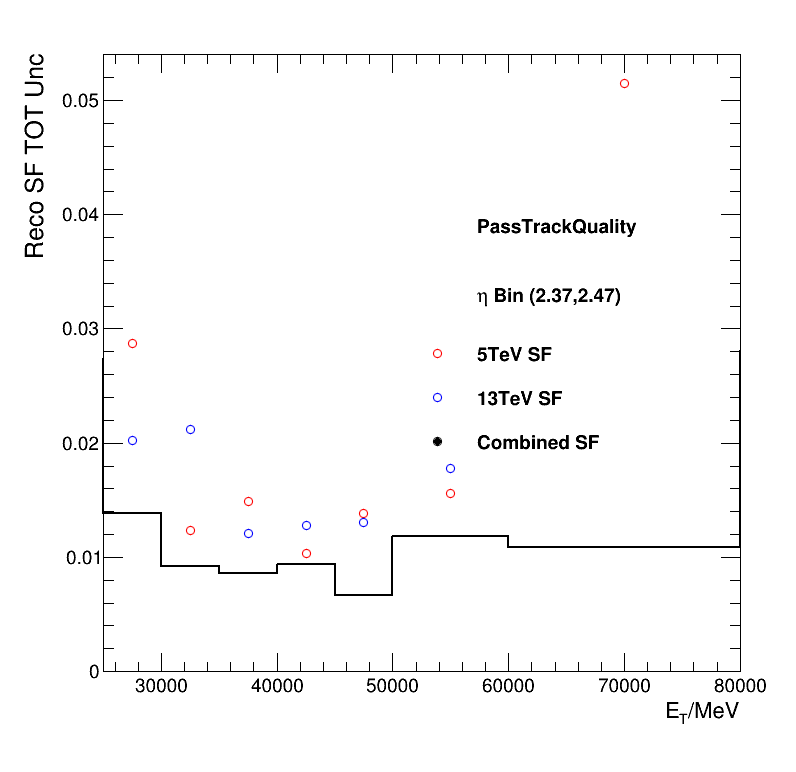 Reco SF TOT Unc
0.05
0.04
0.03
0.02
0.01
0
PassTrackQuality
η Bin (2.37,2.47)
5TeV SF
13TeV SF
Combined SF
30000 40000 50000 60000 70000 80000
E_T/MeV